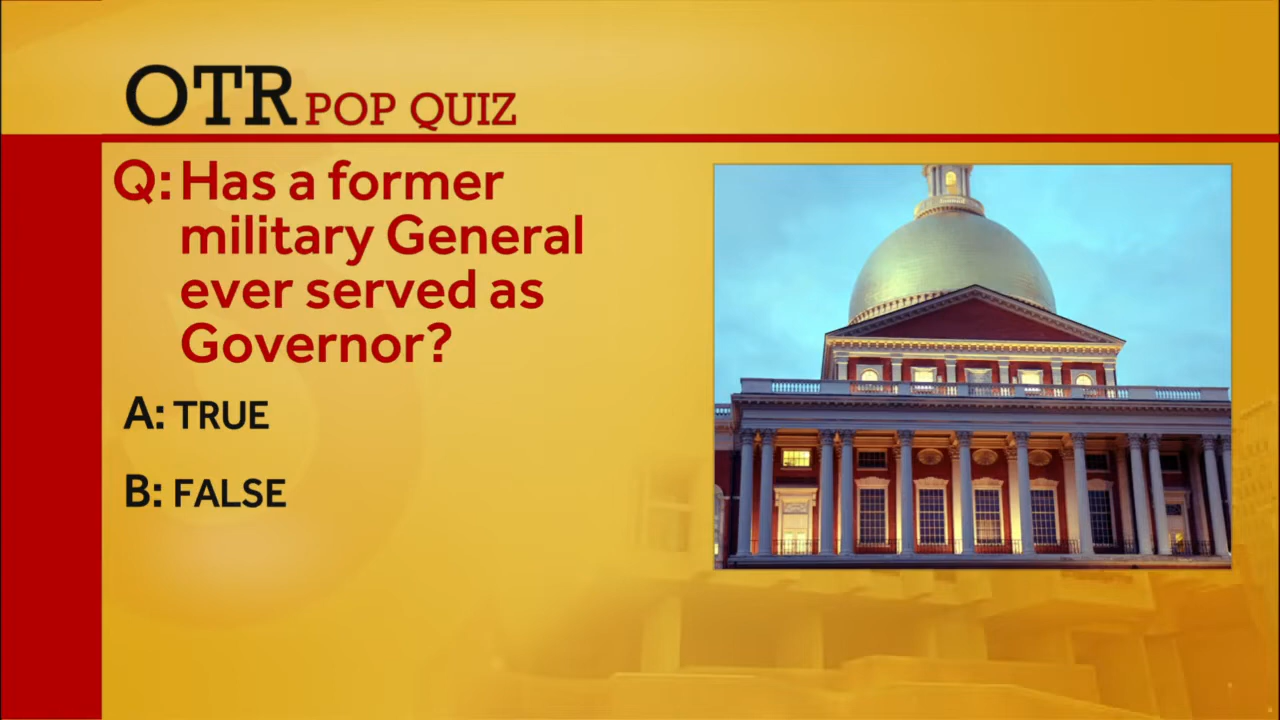 OTR POP QUIZ
Q: Has a former
military General
ever served as
Governor?
A: TRUE
B: FALSE